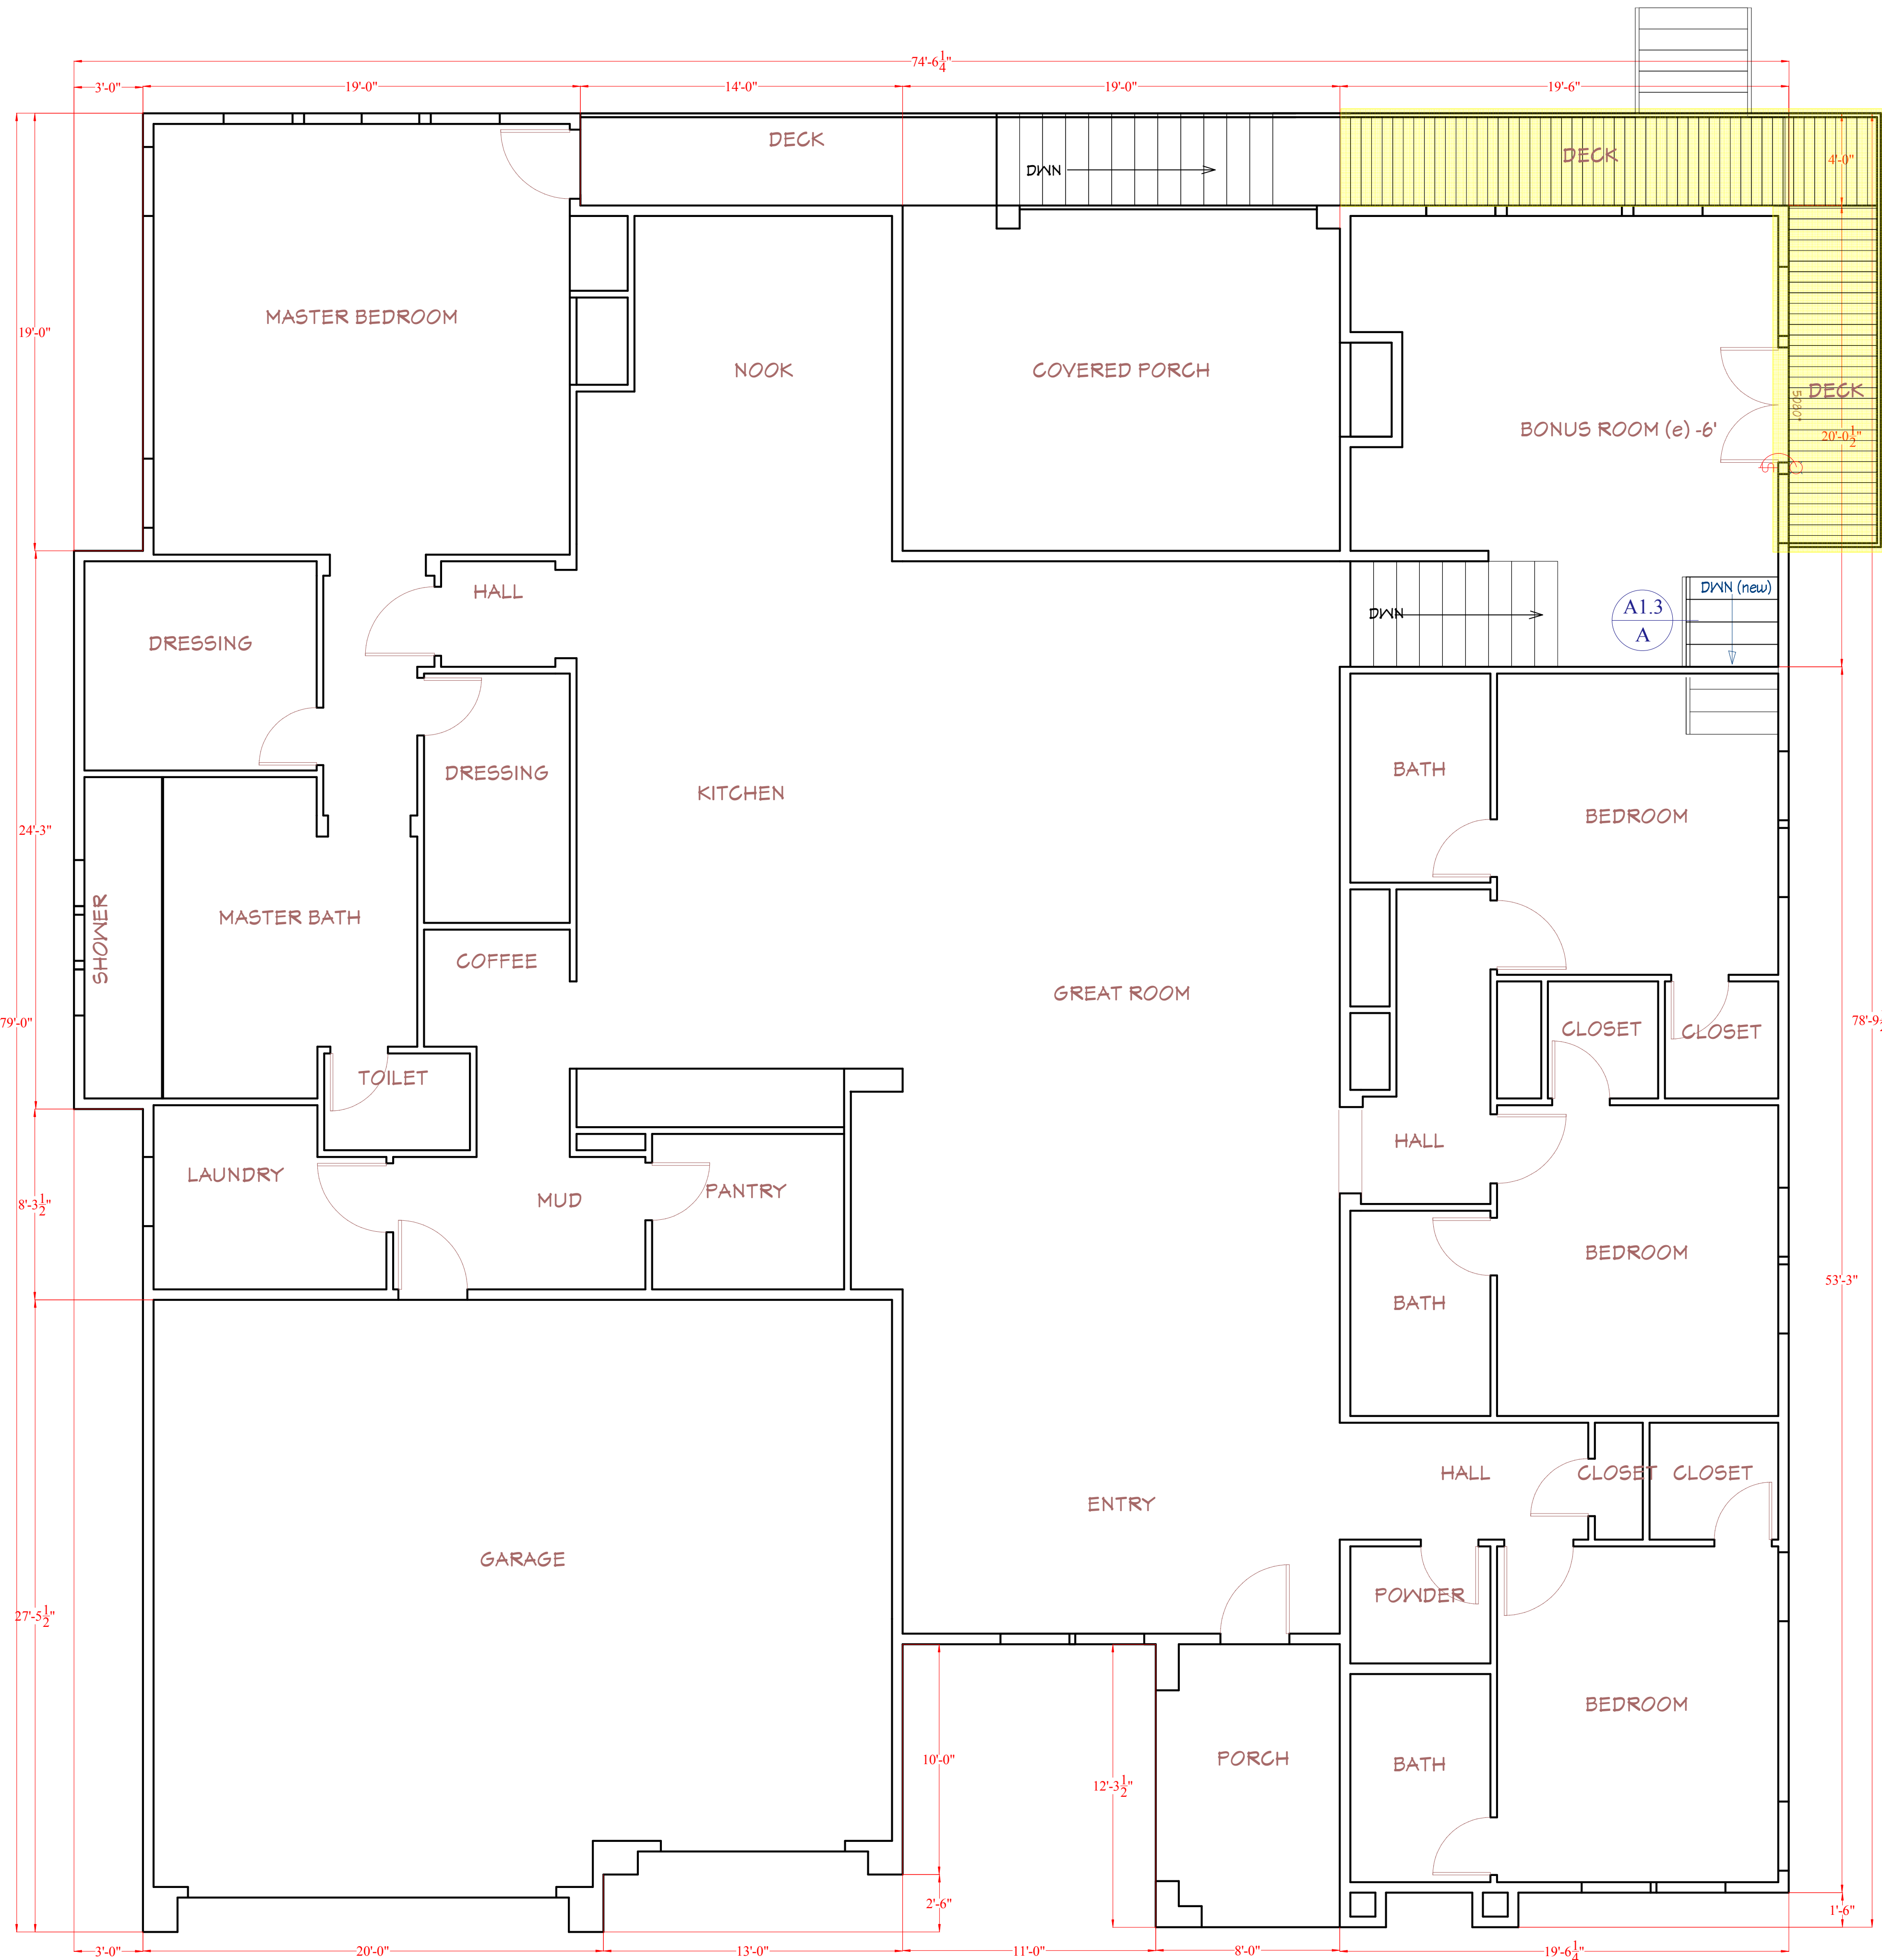 74'-6 1/4"
3'-0"
19'-0"
14'-0"
19'-0"
19'-6"
DECK
DWN
DECK
4'-0"
19'-0"
MASTER BEDROOM
NOOK
COVERED PORCH
BONUS ROOM (e) -6'
5080
DECK
20'-0 1/2"
HALL
DWN
A1.3
A
DWN (new)
DRESSING
DRESSING
KITCHEN
BATH
BEDROOM
24'-3"
SHOWER
MASTER BATH
COFFEE
GREAT ROOM
79'-0"
CLOSET
CLOSET
TOILET
HALL
LAUNDRY
MUD
PANTRY
8'-3 1/2"
BEDROOM
53'-3"
BATH
HALL
CLOSET
CLOSET
ENTRY
GARAGE
POWDER
27'-5 1/2"
BEDROOM
10'-0"
12'-3 1/2"
PORCH
BATH
2'-6"
1'-6"
3'-0"
20'-0"
13'-0"
11'-0"
8'-0"
19'-6 1/4"